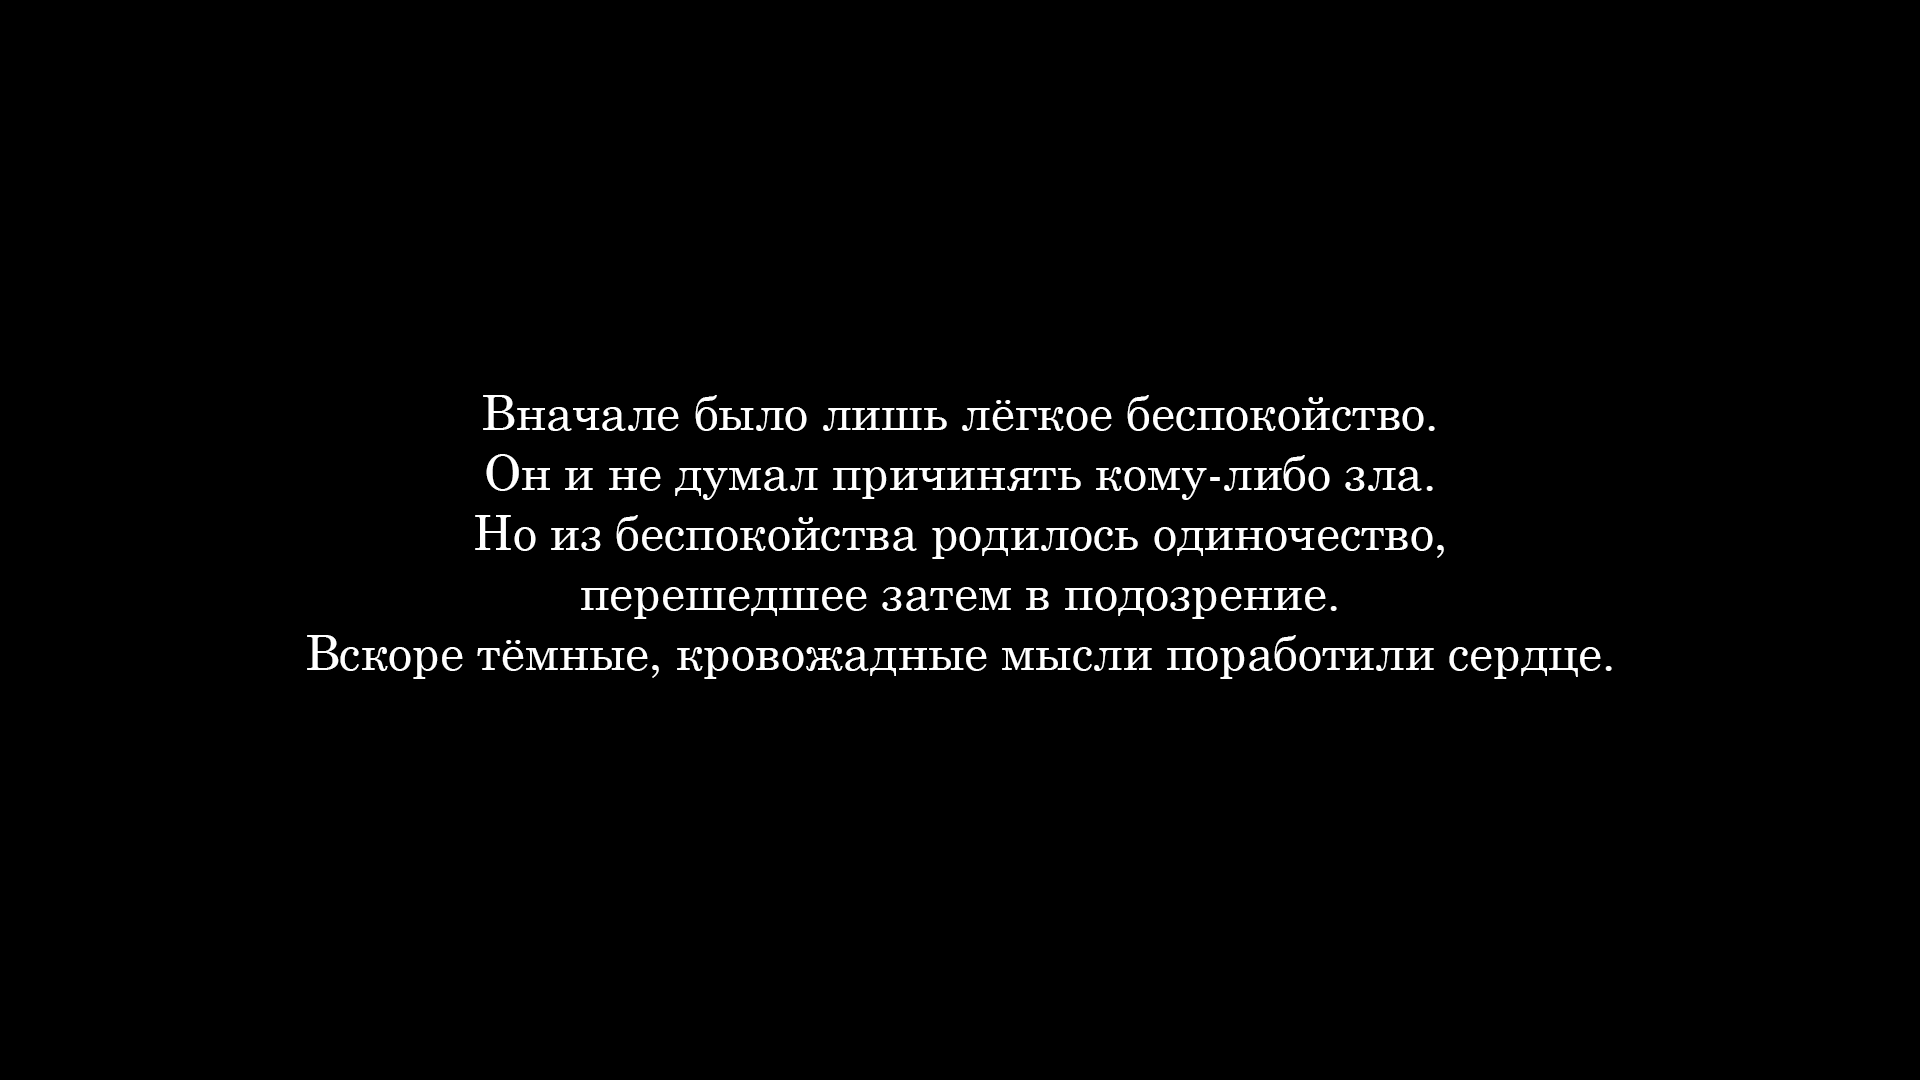 Вначале было лишь лёгкое беспокойство.
Он и не думал причинять кому-либо зла.
Но из беспокойства родилось одиночество,
перешедшее затем в подозрение.
Вскоре тёмные, кровожадные мысли поработили сердце.